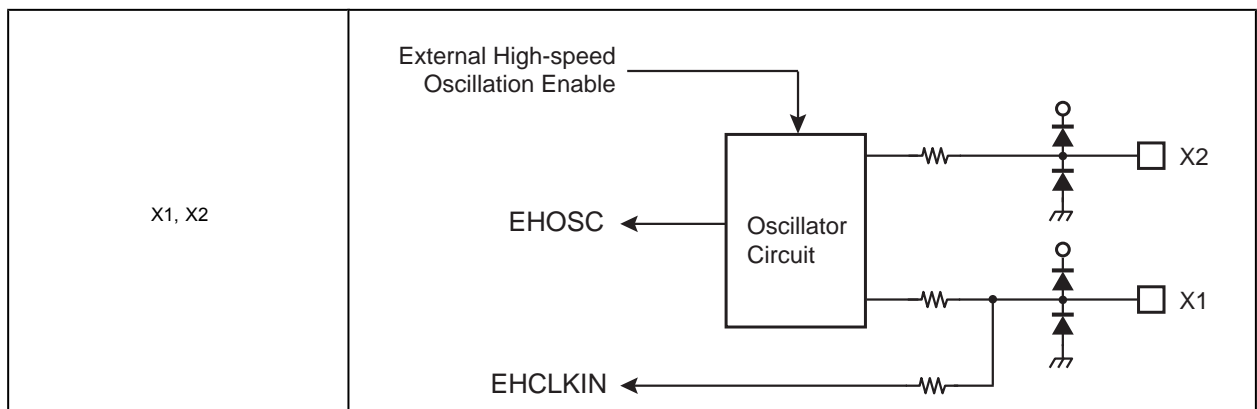 X1, X2
External High-speed
Oscillation Enable
X2
EHOSC
Oscillator
Circuit
X1
EHCLKIN